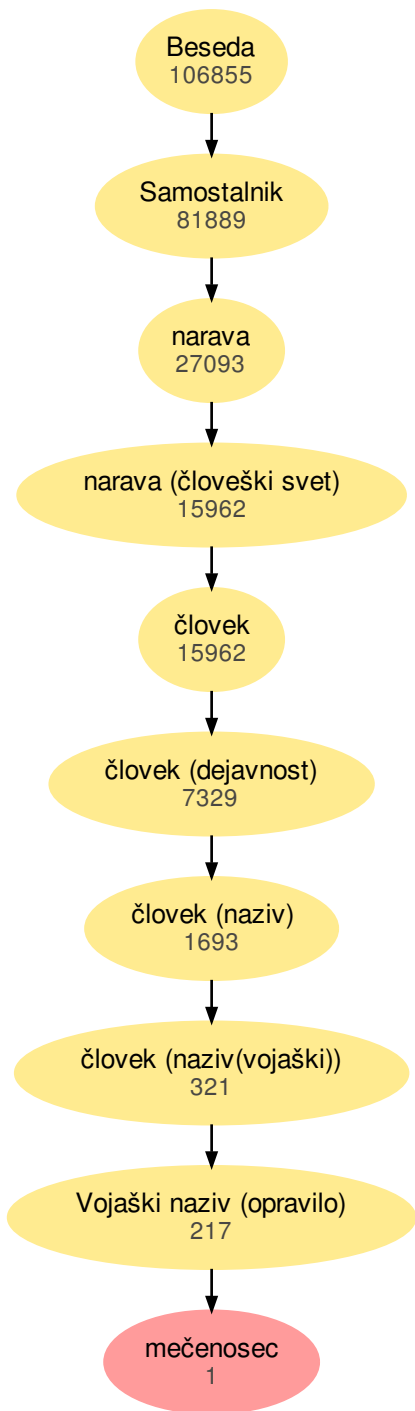 Beseda
106855
Samostalnik
81889
narava
27093
narava (človeški svet)
15962
človek
15962
človek (dejavnost)
7329
človek (naziv)
1693
človek (naziv(vojaški))
321
Vojaški naziv (opravilo)
217
mečenosec
1